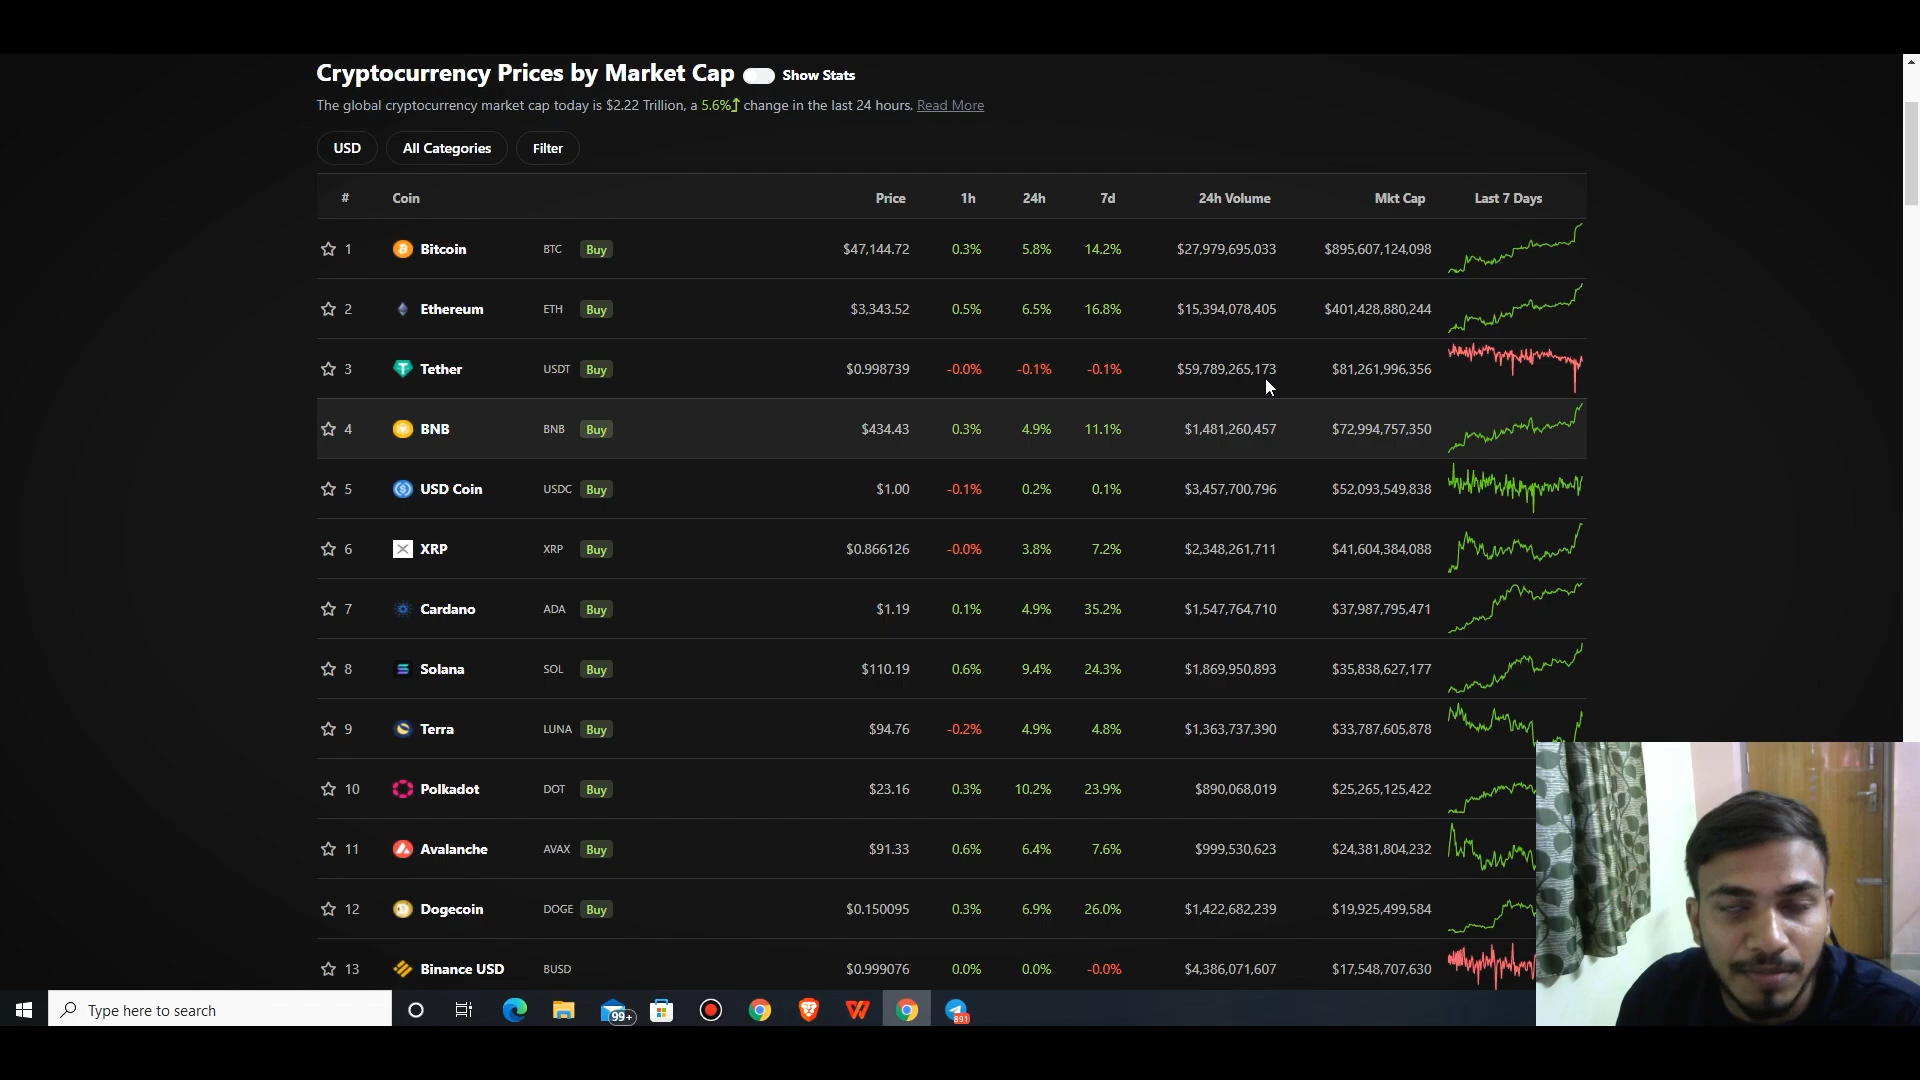 Cryptocurrency Prices by Market Cap Show Stats
The global cryptocurrency market cap today is $2.22 Trillion, a 5.6% change in the last 24 hours. Read More
USD All Categories Filter
# Coin Price 1h 24h 7d 24h Volume Mkt Cap Last 7 Days
1 Bitcoin BTC Buy $47,144.72 0.3% 5.8% 14.2% $27,979,695,033 $895,607,124,098
2 Ethereum ETH Buy $3,343.52 0.5% 6.5% 16.8% $15,394,078,405 $401,428,880,244
3 Tether USDT Buy $0.998739 -0.0% -0.1% -0.1% $59,789,265,173 $81,261,996,356
4 BNB BNB Buy $434.43 0.3% 4.9% 11.1% $1,481,260,457 $72,994,757,350
5 USD Coin USDC Buy $1.00 -0.1% 0.2% 0.1% $3,457,700,796 $52,093,549,838
6 XRP XRP Buy $0.866126 -0.0% 3.8% 7.2% $2,348,261,711 $41,604,384,088
7 Cardano ADA Buy $1.19 0.1% 4.9% 35.2% $1,547,764,710 $37,987,795,471
8 Solana SOL Buy $110.19 0.6% 9.4% 24.3% $1,869,950,893 $35,838,627,177
9 Terra LUNA Buy $94.76 -0.2% 4.9% 4.8% $1,363,737,390 $33,787,605,878
10 Polkadot DOT Buy $23.16 0.3% 10.2% 23.9% $890,068,019 $25,265,125,422
11 Avalanche AVAX Buy $91.33 0.6% 6.4% 7.6% $999,530,623 $24,381,804,232
12 Dogecoin DOGE Buy $0.150095 0.3% 6.9% 26.0% $1,422,682,239 $19,925,499,584
13 Binance USD BUSD $0.999076 0.0% 0.0% -0.0% $4,386,071,607 $17,548,707,630
Type here to search 99+ 891